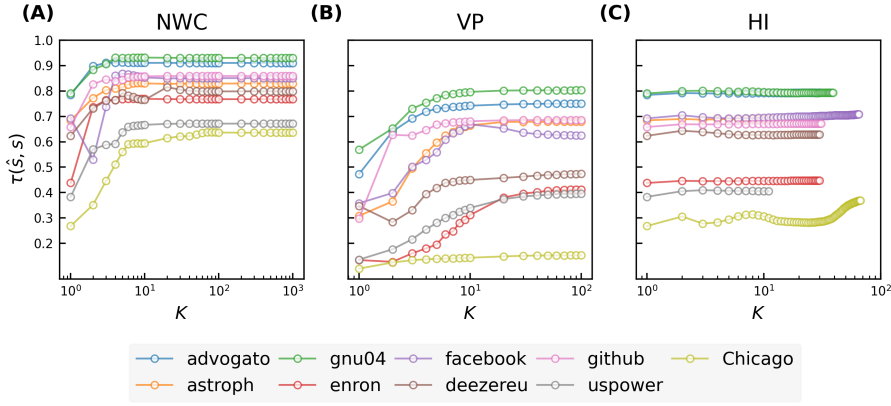 (A) NWC (B) VP (C) HI
τ(ŝ, s)
1.0
0.9
0.8
0.7
0.6
0.5
0.4
0.3
0.2
10⁰ 10¹ 10² 10³ 10⁰ 10¹ 10² 10⁰ 10¹ 10²
K K K
advogato gnu04 facebook github Chicago
astroph enron deezereu uspower